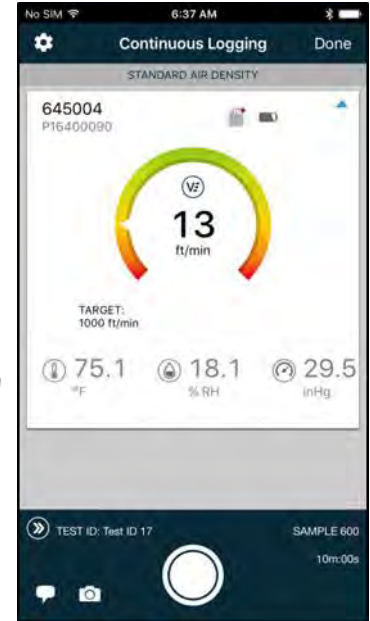 No SIM 6:37 AM
Continuous Logging Done
STANDARD AIR DENSITY
645004
P16400090
VF
13
ft/min
TARGET:
1000 ft/min
75.1 18.1 29.5
°F % RH inHg
TEST ID: Test ID 17 SAMPLE 600
10m:00s